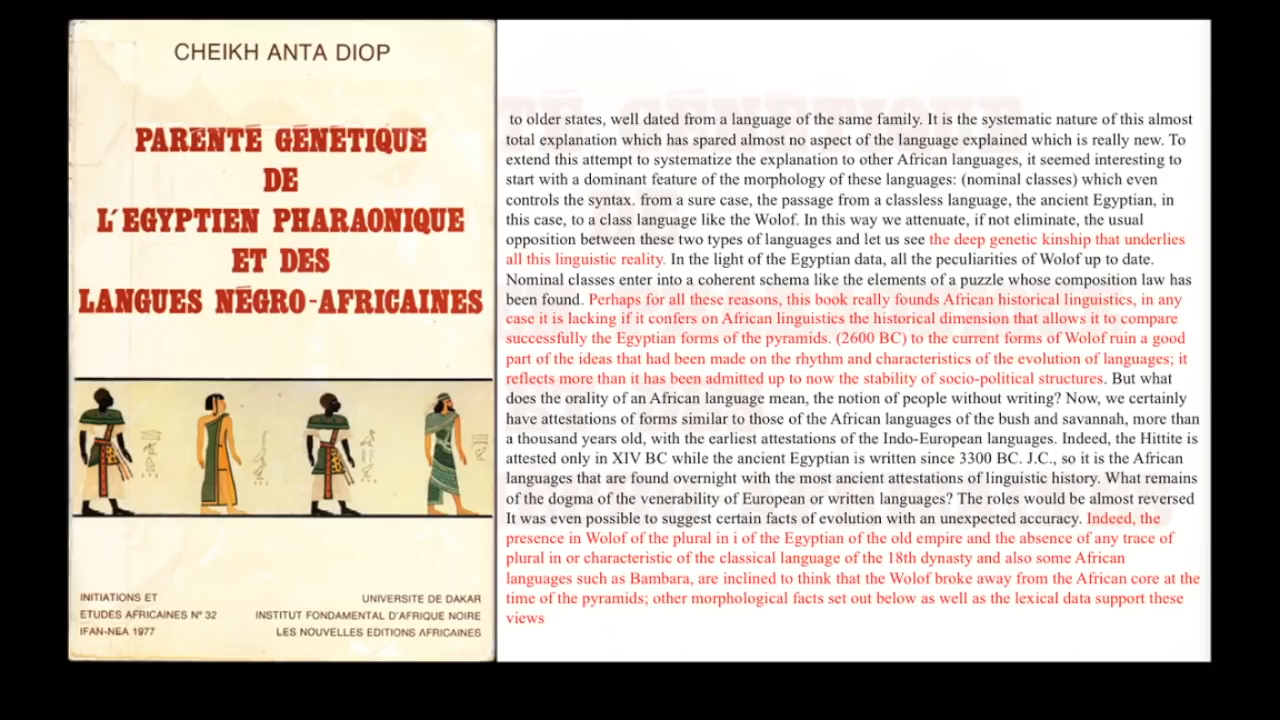 CHEIKH ANTA DIOP
PARENTÉ GÉNÉTIQUE
DE
L'EGYPTIEN PHARAONIQUE
ET DES
LANGUES NÉGRO-AFRICAINES
INITIATIONS ET
ETUDES AFRICAINES Nº 32
IFAN-NEA 1977
UNIVERSITE DE DAKAR
INSTITUT FONDAMENTAL D'AFRIQUE NOIRE
LES NOUVELLES EDITIONS AFRICAINES
to older states, well dated from a language of the same family. It is the systematic nature of this almost
total explanation which has spared almost no aspect of the language explained which is really new. To
extend this attempt to systematize the explanation to other African languages, it seemed interesting to
start with a dominant feature of the morphology of these languages: (nominal classes) which even
controls the syntax. from a sure case, the passage from a classless language, the ancient Egyptian, in
this case, to a class language like the Wolof. In this way we attenuate, if not eliminate, the usual
opposition between these two types of languages and let us see the deep genetic kinship that underlies
all this linguistic reality. In the light of the Egyptian data, all the peculiarities of Wolof up to date.
Nominal classes enter into a coherent schema like the elements of a puzzle whose composition law has
been found. Perhaps for all these reasons, this book really founds African historical linguistics, in any
case it is lacking if it confers on African linguistics the historical dimension that allows it to compare
successfully the Egyptian forms of the pyramids. (2600 BC) to the current forms of Wolof ruin a good
part of the ideas that had been made on the rhythm and characteristics of the evolution of languages; it
reflects more than it has been admitted up to now the stability of socio-political structures. But what
does the orality of an African language mean, the notion of people without writing? Now, we certainly
have attestations of forms similar to those of the African languages of the bush and savannah, more than
a thousand years old, with the earliest attestations of the Indo-European languages. Indeed, the Hittite is
attested only in XIV BC while the ancient Egyptian is written since 3300 BC. J.C., so it is the African
languages that are found overnight with the most ancient attestations of linguistic history. What remains
of the dogma of the venerability of European or written languages? The roles would be almost reversed
It was even possible to suggest certain facts of evolution with an unexpected accuracy. Indeed, the
presence in Wolof of the plural in i of the Egyptian of the old empire and the absence of any trace of
plural in or characteristic of the classical language of the 18th dynasty and also some African
languages such as Bambara, are inclined to think that the Wolof broke away from the African core at the
time of the pyramids; other morphological facts set out below as well as the lexical data support these
views